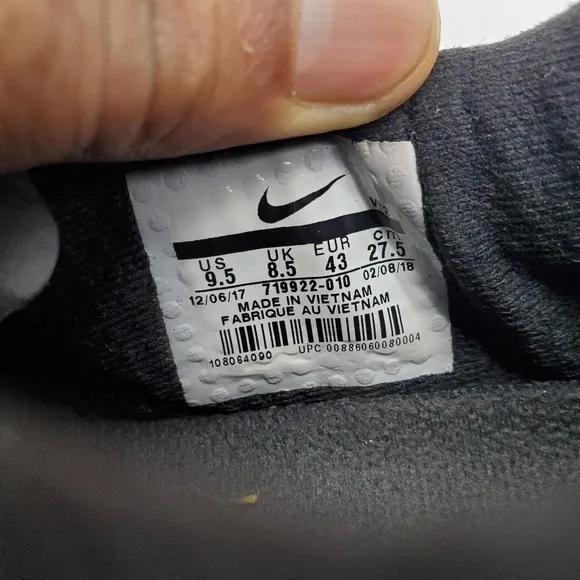 US UK EUR cm
9.5 8.5 43 27.5
12/06/17 719922-010 02/08/18
MADE IN VIETNAM
FABRIQUE AU VIETNAM
108064090 UPC 00886060080004